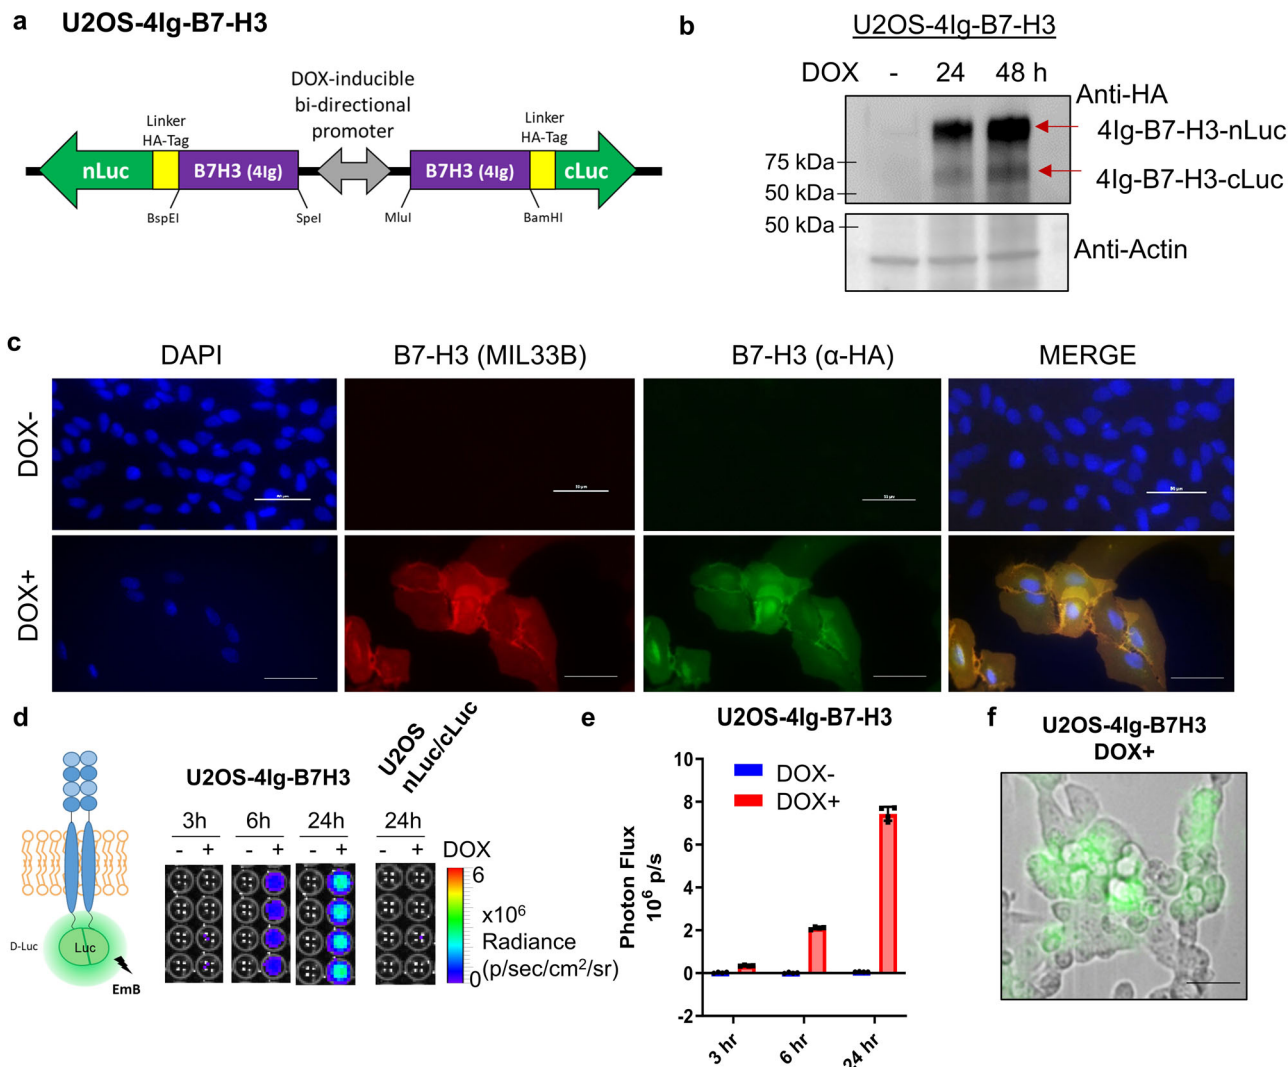 a U2OS-4Ig-B7-H3
DOX-inducible
bi-directional
promoter
Linker
HA-Tag
Linker
HA-Tag
nLuc
B7H3 (4Ig)
B7H3 (4Ig)
cLuc
BspEI
SpeI
MluI
BamHI
b
U2OS-4Ig-B7-H3
DOX - 24 48 h
Anti-HA
4Ig-B7-H3-nLuc
75 kDa
4Ig-B7-H3-cLuc
50 kDa
50 kDa
Anti-Actin
c
DAPI B7-H3 (MIL33B) B7-H3 (α-HA) MERGE
DOX-
DOX+
d
U2OS-4Ig-B7H3
U2OS
nLuc/cLuc
3h 6h 24h 24h
- + - + - + - + DOX
6
x10⁶
Radiance
(p/sec/cm²/sr)
0
D-Luc
Luc
EmB
e
U2OS-4Ig-B7-H3
Photon Flux
10⁶ p/s
10
8
6
4
2
0
-2
DOX-
DOX+
3 hr
6 hr
24 hr
f
U2OS-4Ig-B7H3
DOX+